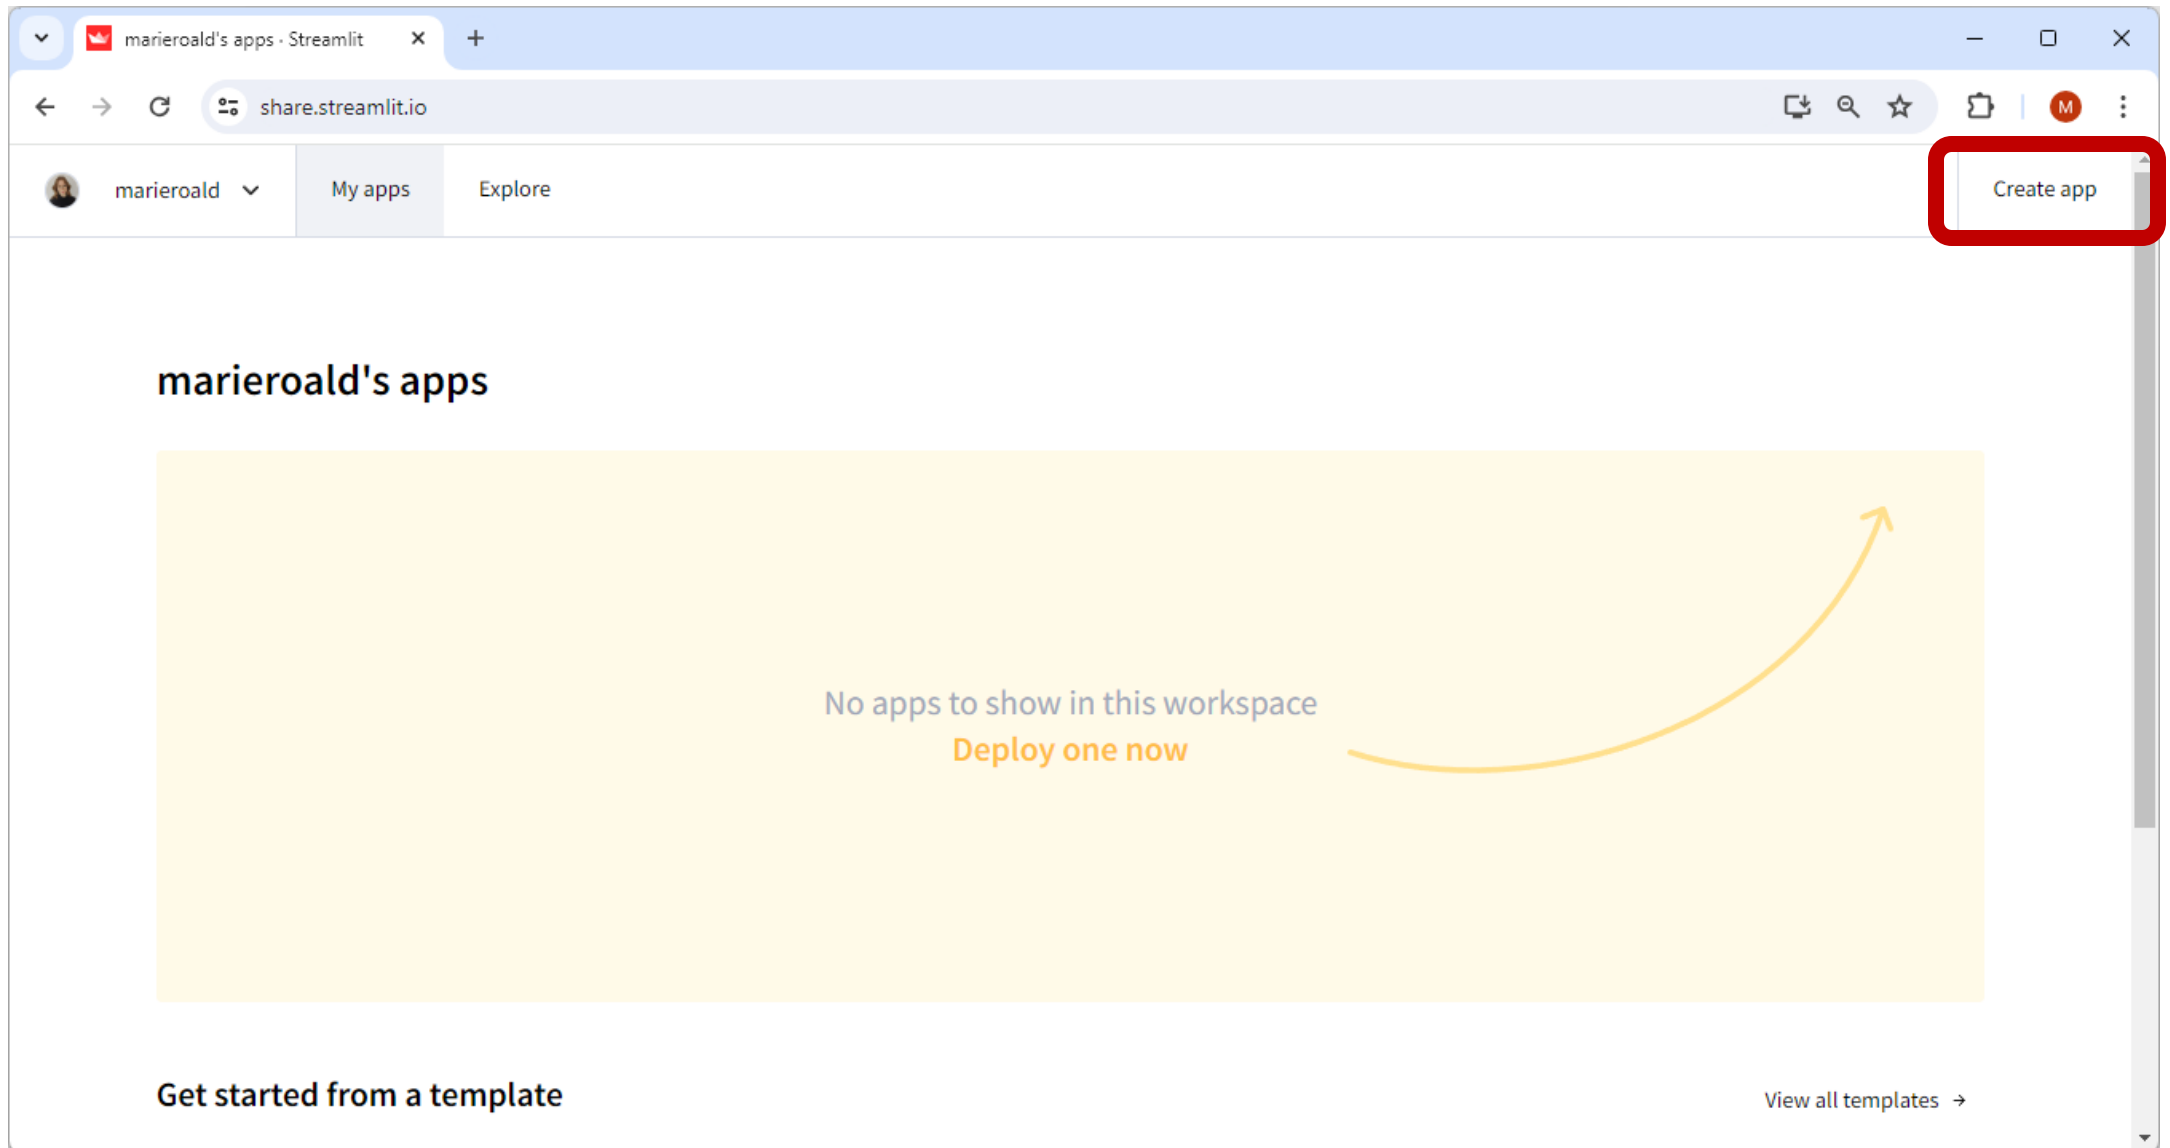 marieroald's apps · Streamlit
share.streamlit.io
M
marieroald
My apps
Explore
Create app
marieroald's apps
No apps to show in this workspace
Deploy one now
Get started from a template
View all templates →